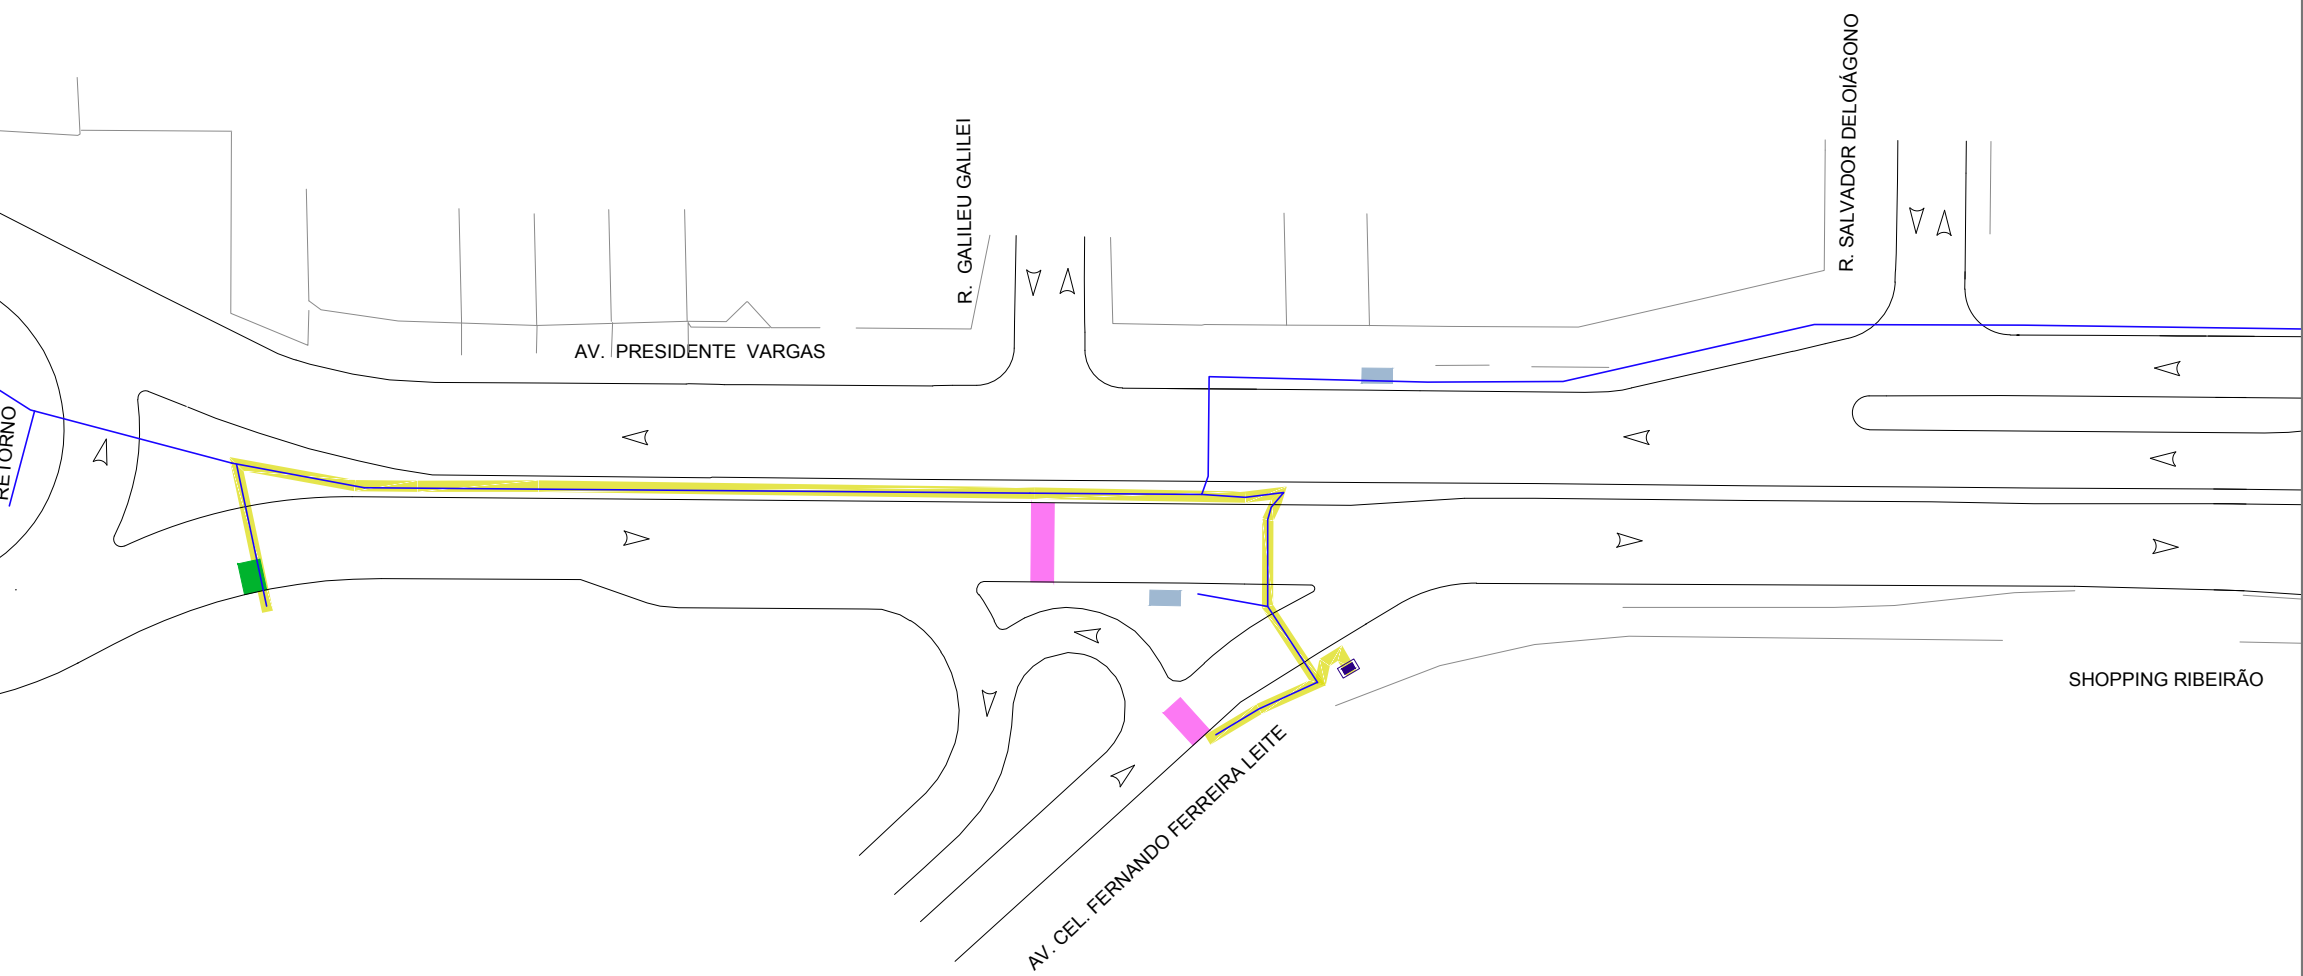 R. SALVADOR DELOIÁGONO
R. GALILEU GALILEI
AV. PRESIDENTE VARGAS
RETORNO
SHOPPING RIBEIRÃO
AV. CEL. FERNANDO FERREIRA LEITE